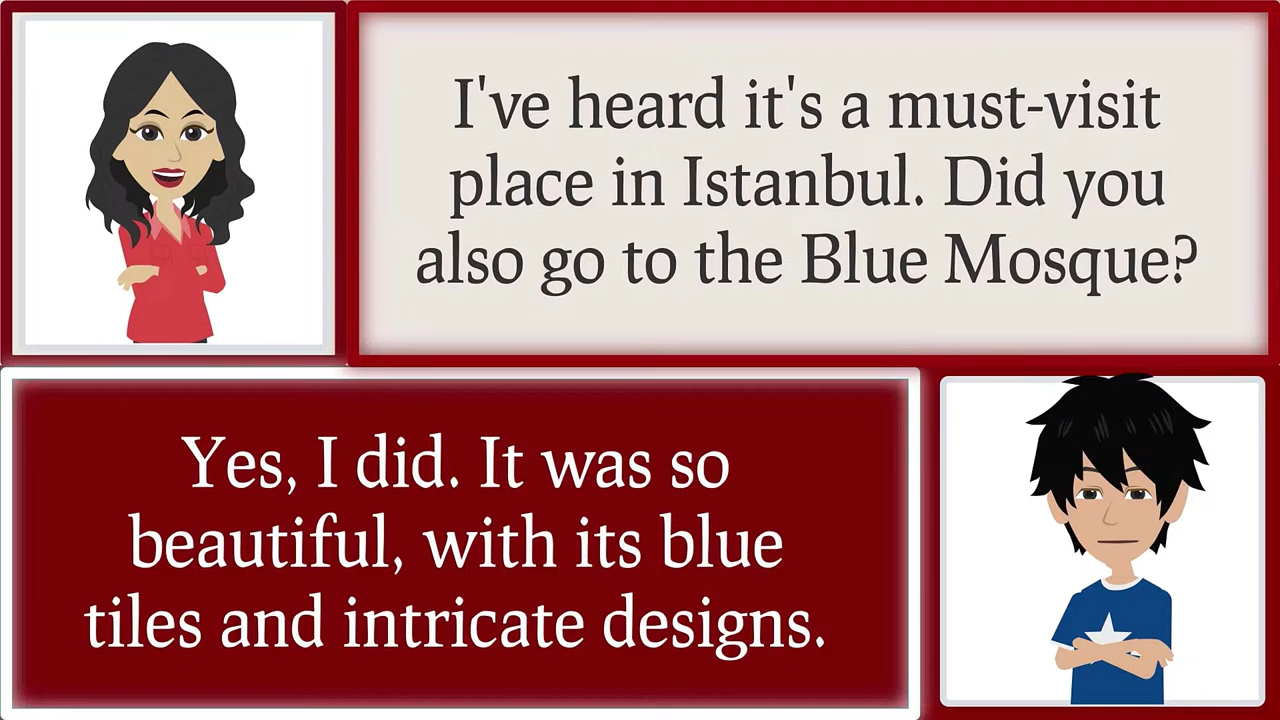 I've heard it's a must-visit
place in Istanbul. Did you
also go to the Blue Mosque?
Yes, I did. It was so
beautiful, with its blue
tiles and intricate designs.